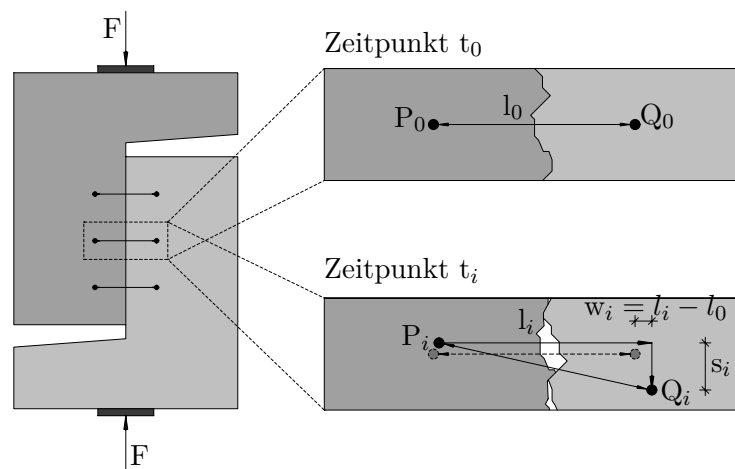 F
Zeitpunkt t₀
P₀
l₀
Q₀
Zeitpunkt tᵢ
wᵢ = lᵢ − l₀
Pᵢ
lᵢ
sᵢ
Qᵢ
F